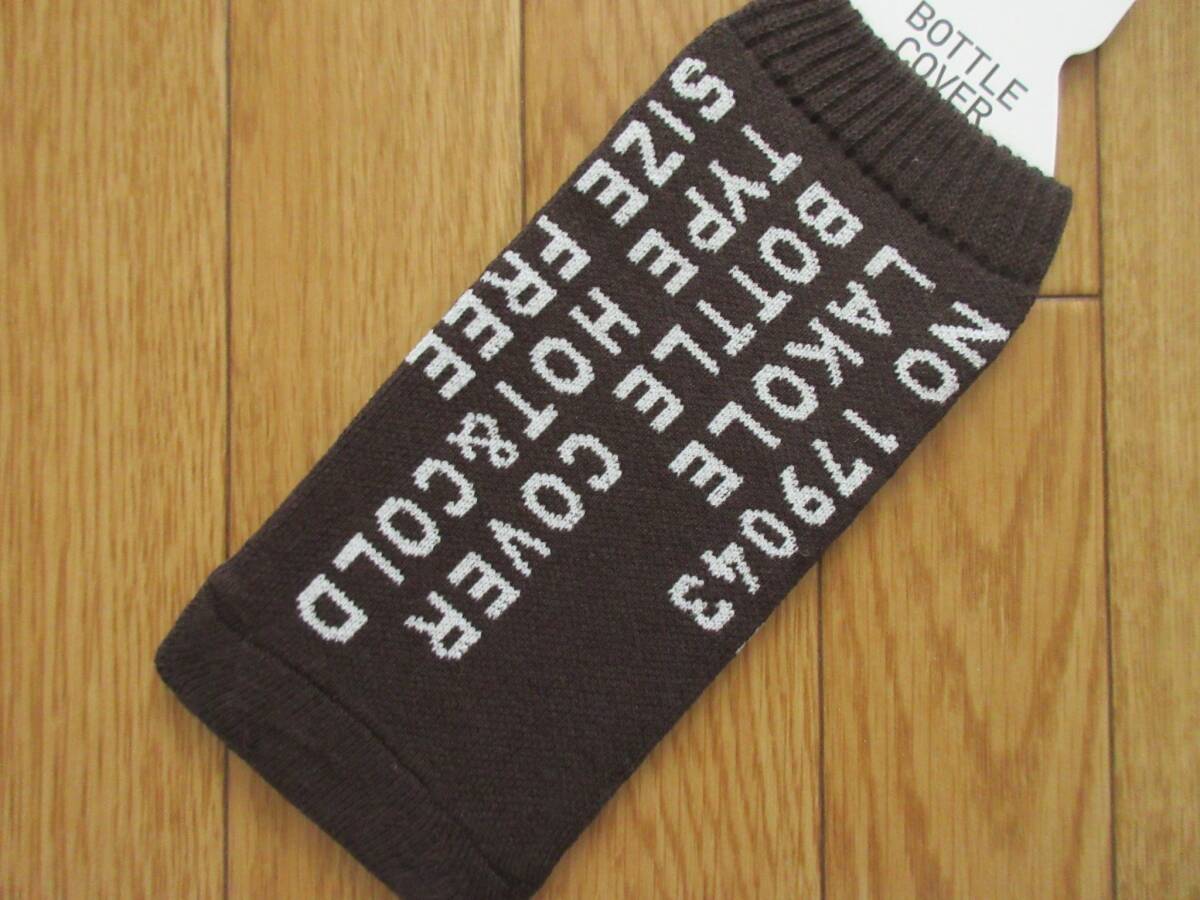 BOTTLE
COVER
NO 179043
LAKOLE
BOTTLE COVER
TYPE HOT&COLD
SIZE FREE